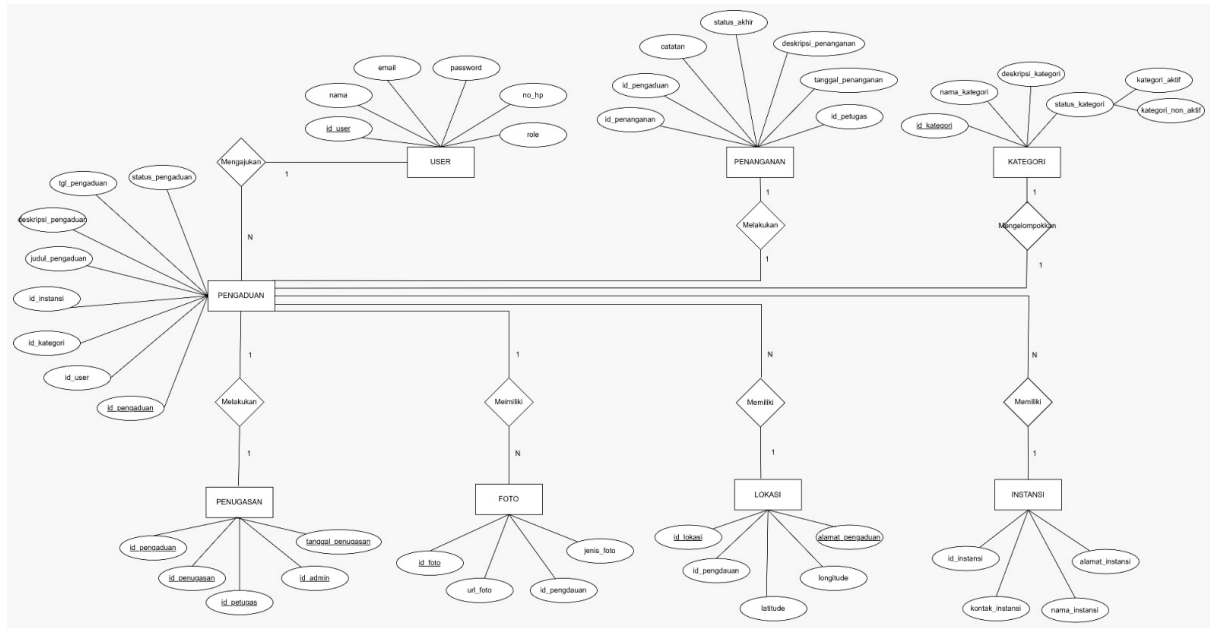 status_akhir
catatan
deskripsi_penanganan
id_pengaduan
tanggal_penanganan
id_penanganan
id_petugas
PENANGANAN
email
password
nama
no_hp
id_user
role
USER
deskripsi_kategori
nama_kategori
kategori_aktif
status_kategori
kategori_non_aktif
id_kategori
KATEGORI
Mengajukan
1
N
1
Melakukan
1
1
Mengelompokkan
1
tgl_pengaduan
status_pengaduan
deskripsi_pengaduan
judul_pengaduan
id_instansi
id_kategori
id_user
id_pengaduan
PENGADUAN
1
Melakukan
1
1
Meimiliki
N
N
Memiliki
1
N
Memiliki
1
PENUGASAN
id_pengaduan
tanggal_penugasan
id_penugasan
id_admin
id_petugas
FOTO
id_foto
jenis_foto
url_foto
id_pengdauan
LOKASI
id_lokasi
alamat_pengaduan
id_pengdauan
longitude
latitude
INSTANSI
id_instansi
alamat_instansi
kontak_instansi
nama_instansi